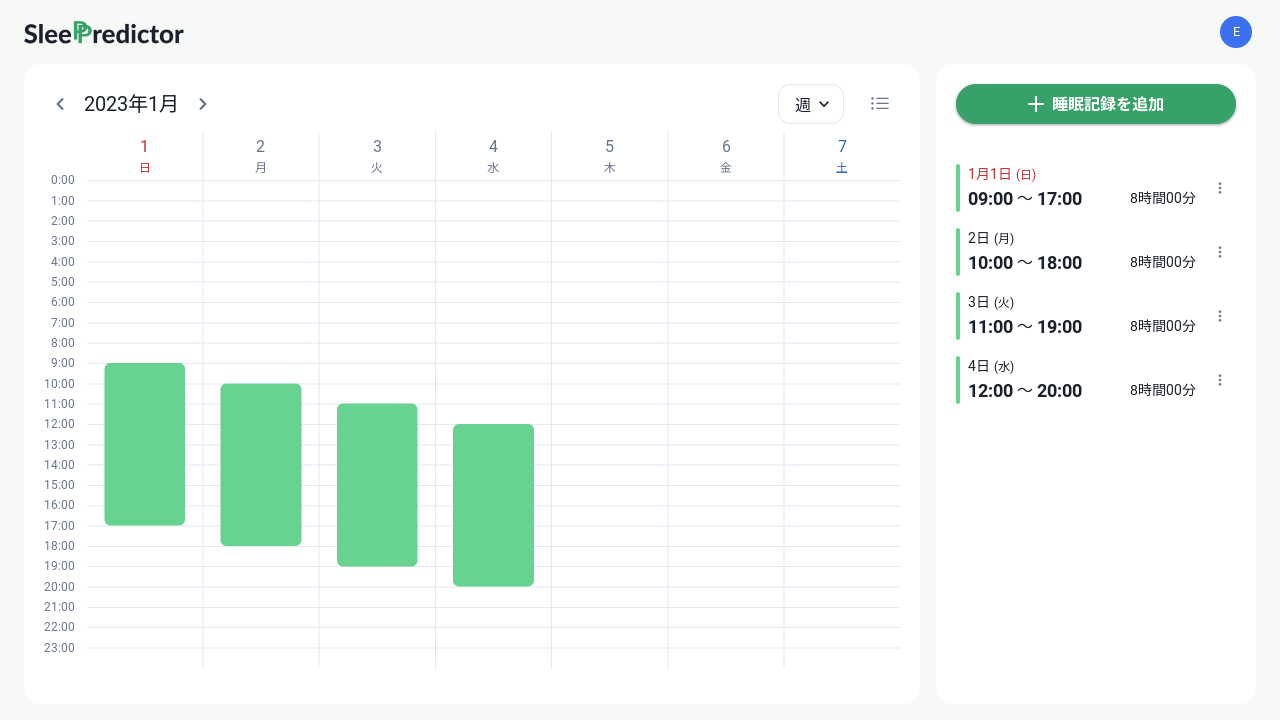 SleePredictor
E
2023年1月
週
1 2 3 4 5 6 7
日 月 火 水 木 金 土
0:00
1:00
2:00
3:00
4:00
5:00
6:00
7:00
8:00
9:00
10:00
11:00
12:00
13:00
14:00
15:00
16:00
17:00
18:00
19:00
20:00
21:00
22:00
23:00
睡眠記録を追加
1月1日 (日)
09:00 〜 17:00 8時間00分
2日 (月)
10:00 〜 18:00 8時間00分
3日 (火)
11:00 〜 19:00 8時間00分
4日 (水)
12:00 〜 20:00 8時間00分